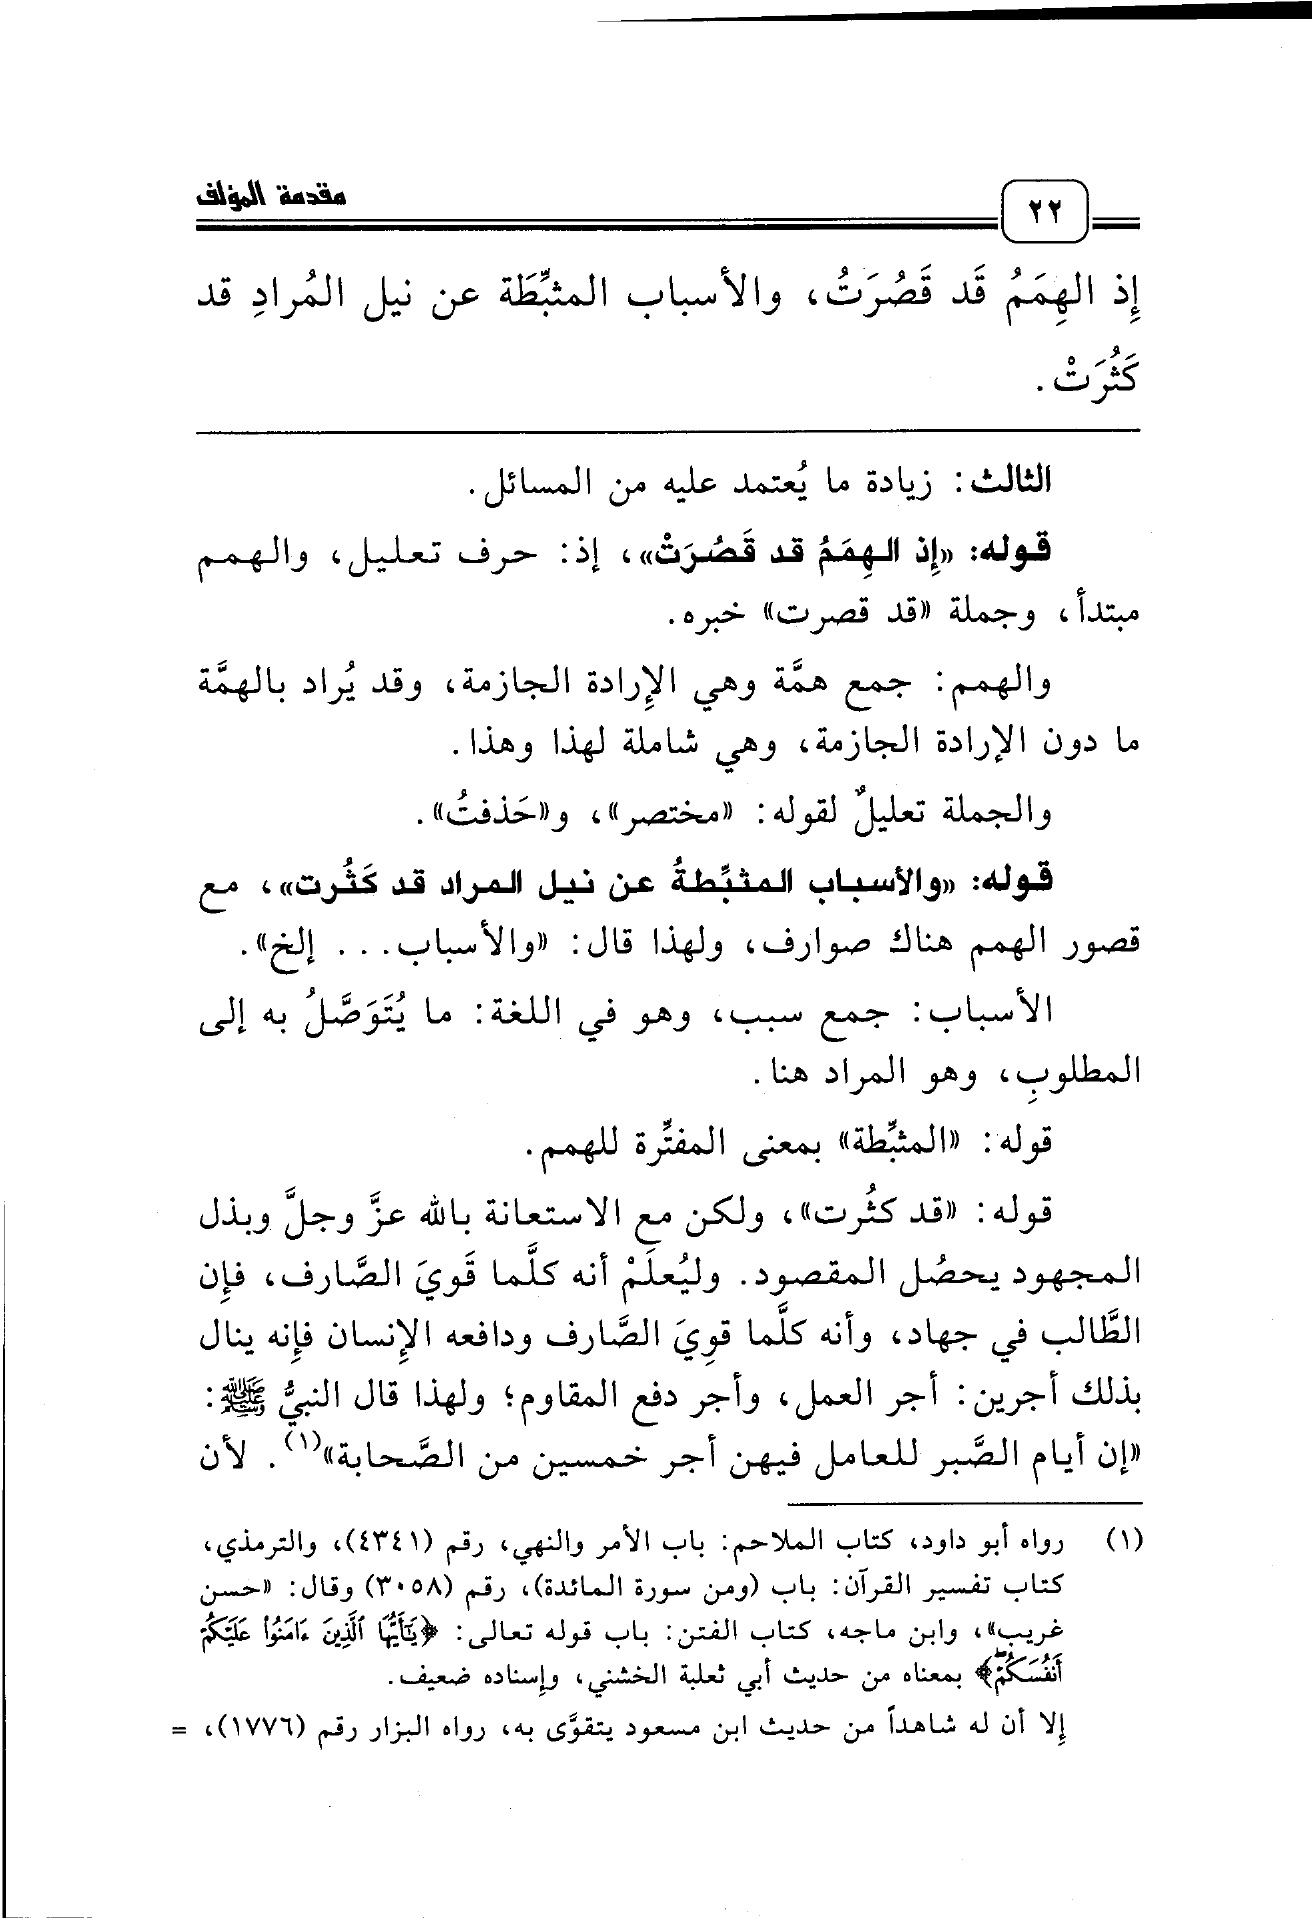 ٢٢
مقدمة المؤلف
إِذ الهِمَمُ قَد قَصُرَتُ، والأسباب المثبِّطَة عن نيل المُرادِ قد
كَثُرَتْ.
الثالث: زيادة ما يُعتمد عليه من المسائل.
قوله: «إِذ الهِمَمُ قد قَصُرَتْ»، إذ: حرف تعليل، والهمم
مبتدأ، وجملة «قد قصرت» خبره.
والهمم: جمع همَّة وهي الإِرادة الجازمة، وقد يُراد بالهمَّة
ما دون الإرادة الجازمة، وهي شاملة لهذا وهذا.
والجملة تعليلٌ لقوله: «مختصر»، و«حَذفتُ».
قوله: «والأسباب المثبِّطةُ عن نيل المراد قد كَثُرت»، مع
قصور الهمم هناك صوارف، ولهذا قال: «والأسباب... إلخ».
الأسباب: جمع سبب، وهو في اللغة: ما يُتَوَصَّلُ به إلى
المطلوبِ، وهو المراد هنا.
قوله: «المثبِّطة» بمعنى المفتِّرة للهمم.
قوله: «قد كثُرت»، ولكن مع الاستعانة بالله عزَّ وجلَّ وبذل
المجهود يحصُل المقصود. وليُعلَمْ أنه كلَّما قَويَ الصَّارف، فإِن
الطَّالب في جهاد، وأنه كلَّما قوِيَ الصَّارف ودافعه الإِنسان فإِنه ينال
بذلك أجرين: أجر العمل، وأجر دفع المقاوم؛ ولهذا قال النبيُّ ﷺ:
«إن أيام الصَّبر للعامل فيهن أجر خمسين من الصَّحابة»(١). لأن
(١) رواه أبو داود، كتاب الملاحم: باب الأمر والنهي، رقم (٤٣٤١)، والترمذي،
كتاب تفسير القرآن: باب (ومن سورة المائدة)، رقم (٣٠٥٨) وقال: «حسن
غريب»، وابن ماجه، كتاب الفتن: باب قوله تعالى: ﴿يَٰٓأَيُّهَا ٱلَّذِينَ ءَامَنُوا۟ عَلَيْكُمْ
أَنفُسَكُمْ﴾ بمعناه من حديث أبي ثعلبة الخشني، وإسناده ضعيف.
إلا أن له شاهداً من حديث ابن مسعود يتقوَّى به، رواه البزار رقم (١٧٧٦)، =